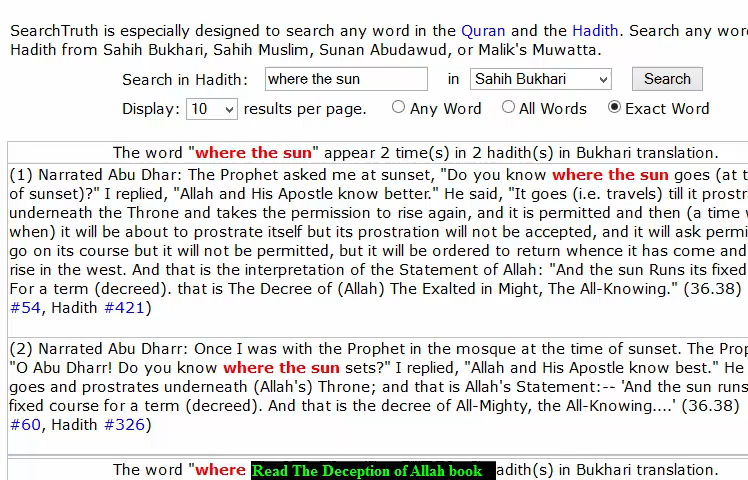 SearchTruth is especially designed to search any word in the Quran and the Hadith. Search any
Hadith from Sahih Bukhari, Sahih Muslim, Sunan Abudawud, or Malik's Muwatta.
Search in Hadith: where the sun in Sahih Bukhari Search
Display: 10 results per page. Any Word All Words Exact Word
The word "where the sun" appear 2 time(s) in 2 hadith(s) in Bukhari translation.
(1) Narrated Abu Dhar: The Prophet asked me at sunset, "Do you know where the sun goes (at
of sunset)?" I replied, "Allah and His Apostle know better." He said, "It goes (i.e. travels) till it
underneath the Throne and takes the permission to rise again, and it is permitted and then (a time
when) it will be about to prostrate itself but its prostration will not be accepted, and it will ask
go on its course but it will not be permitted, but it will be ordered to return whence it has come and
rise in the west. And that is the interpretation of the Statement of Allah: "And the sun Runs its fixed
For a term (decreed). that is The Decree of (Allah) The Exalted in Might, The All-Knowing." (36.38)
#54, Hadith #421)
(2) Narrated Abu Dharr: Once I was with the Prophet in the mosque at the time of sunset. The
"O Abu Dharr! Do you know where the sun sets?" I replied, "Allah and His Apostle know best." He
goes and prostrates underneath (Allah's) Throne; and that is Allah's Statement:-- 'And the sun runs
fixed course for a term (decreed). And that is the decree of All-Mighty, the All-Knowing....' (36.38)
#60, Hadith #326)
The word "where Read The Deception of Allah book adith(s) in Bukhari translation.